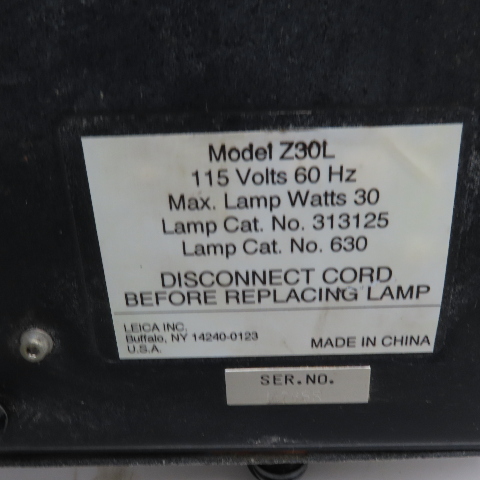 Model Z30L
115 Volts 60 Hz
Max. Lamp Watts 30
Lamp Cat. No. 313125
Lamp Cat. No. 630
DISCONNECT CORD
BEFORE REPLACING LAMP
LEICA INC.
Buffalo, NY 14240-0123
U.S.A.
MADE IN CHINA
SER.NO.